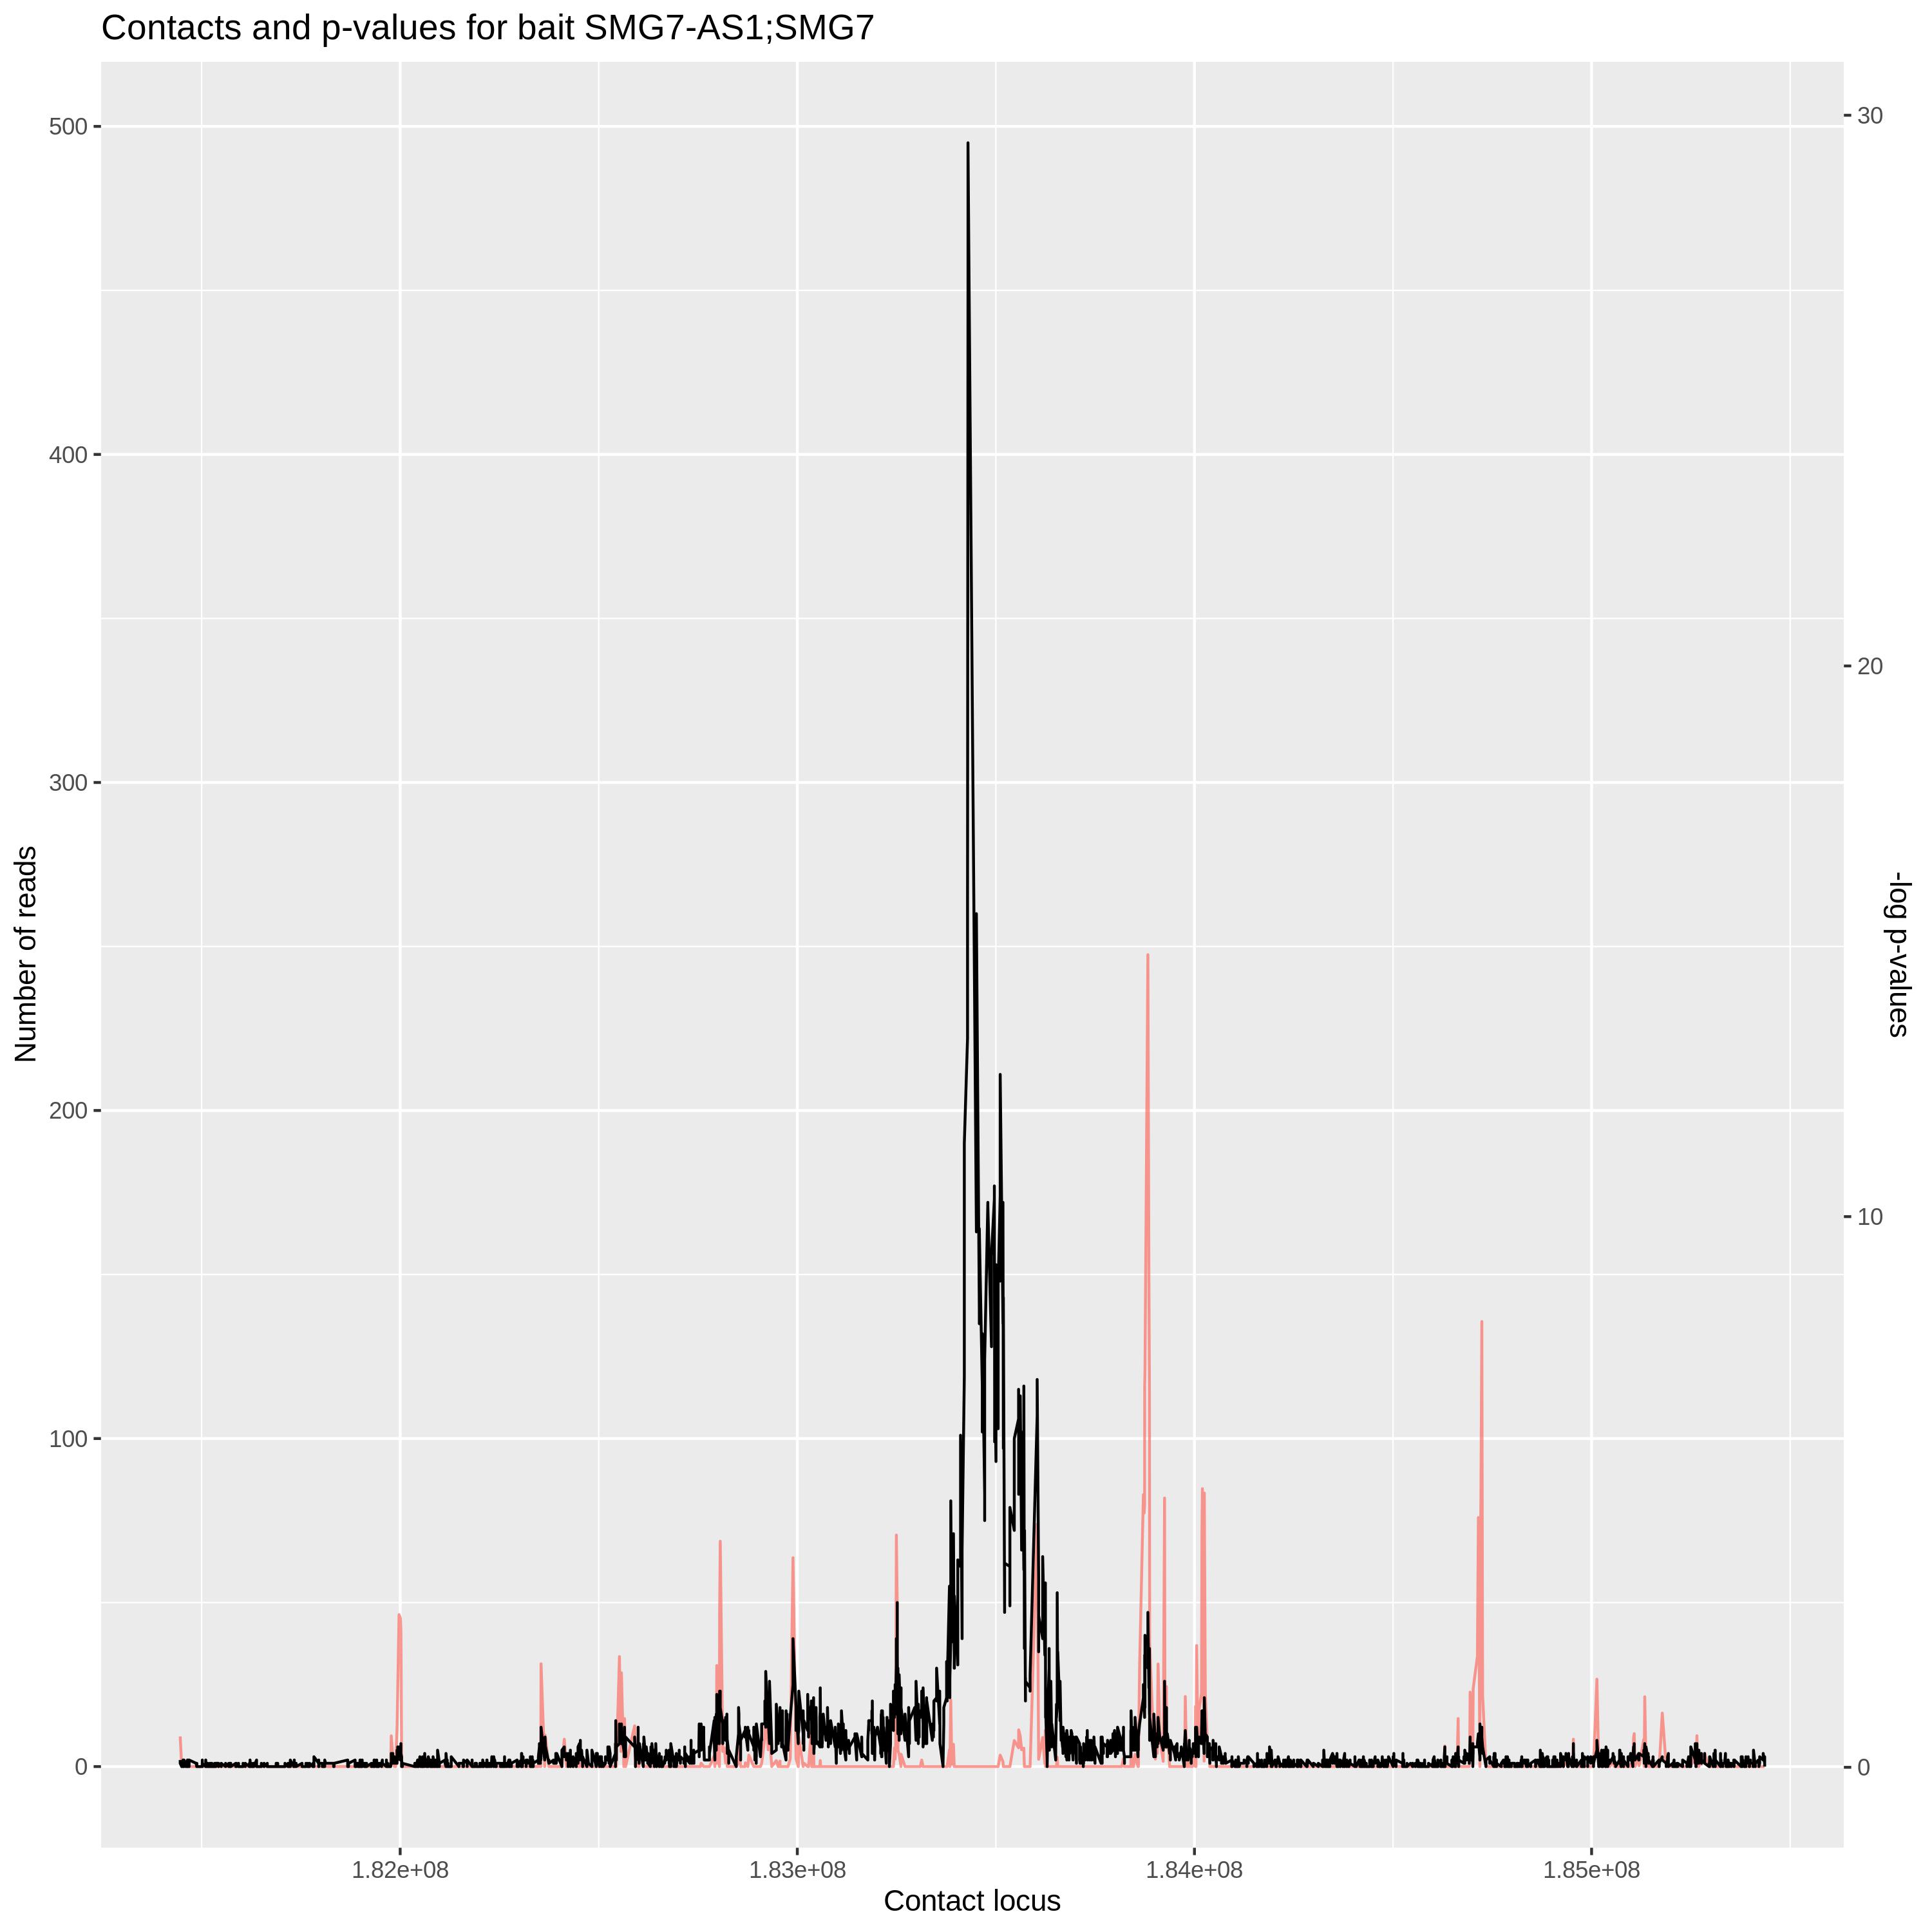 Contacts and p-values for bait SMG7-AS1;SMG7
500
400
300
200
100
0
Number of reads
30
20
10
0
-log p-values
1.82e+08
1.83e+08
1.84e+08
1.85e+08
Contact locus